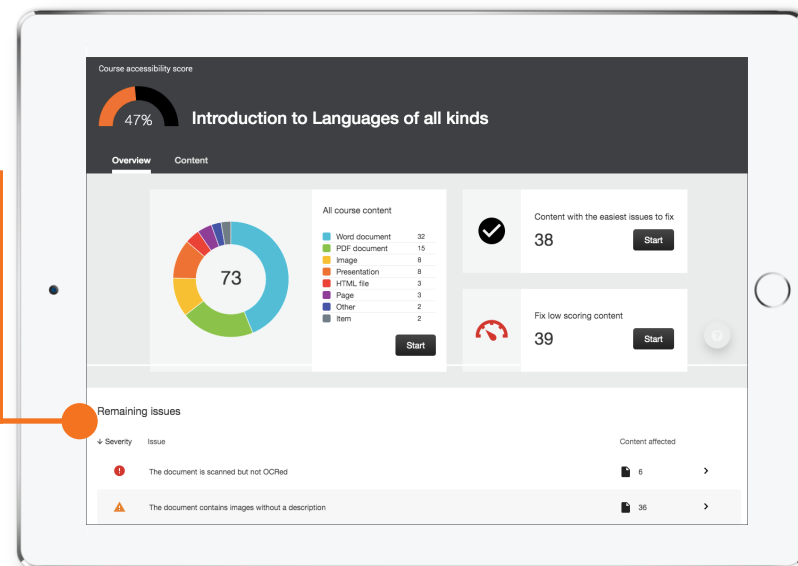 Course accessibility score
47%
Introduction to Languages of all kinds
Overview Content
73
All course content
Word document 32
PDF document 15
Image 8
Presentation 8
HTML file 3
Page 3
Other 2
Item 2
Start
Content with the easiest issues to fix
38 Start
Fix low scoring content
39 Start
Remaining issues
↓ Severity Issue Content affected
The document is scanned but not OCRed 6
The document contains images without a description 36